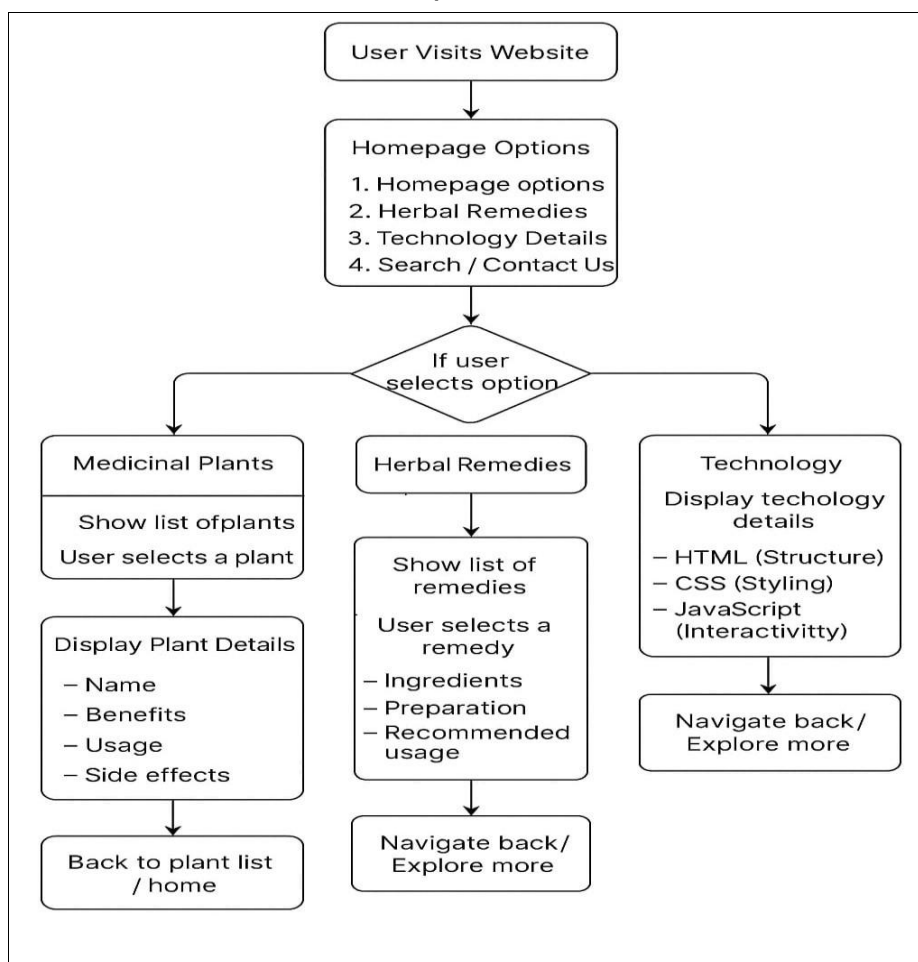 User Visits Website
Homepage Options
1. Homepage options
2. Herbal Remedies
3. Technology Details
4. Search / Contact Us
If user
selects option
Medicinal Plants
Show list ofplants
User selects a plant
Display Plant Details
– Name
– Benefits
– Usage
– Side effects
Back to plant list
/ home
Herbal Remedies
Show list of
remedies
User selects a
remedy
– Ingredients
– Preparation
– Recommended
usage
Navigate back/
Explore more
Technology
Display techology
details
– HTML (Structure)
– CSS (Styling)
– JavaScript
(Interactivitty)
Navigate back/
Explore more